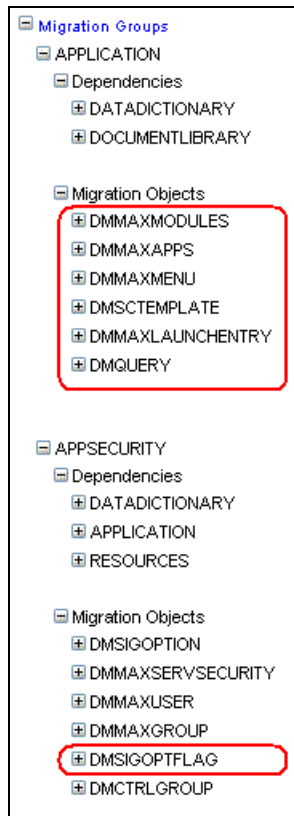 Migration Groups
APPLICATION
Dependencies
DATADICTIONARY
DOCUMENTLIBRARY
Migration Objects
DMMAXMODULES
DMMAXAPPS
DMMAXMENU
DMSCTEMPLATE
DMMAXLAUNCHENTRY
DMQUERY
APPSECURITY
Dependencies
DATADICTIONARY
APPLICATION
RESOURCES
Migration Objects
DMSIGOPTION
DMMAXSERVSECURITY
DMMAXUSER
DMMAXGROUP
DMSIGOPTFLAG
DMCTRLGROUP